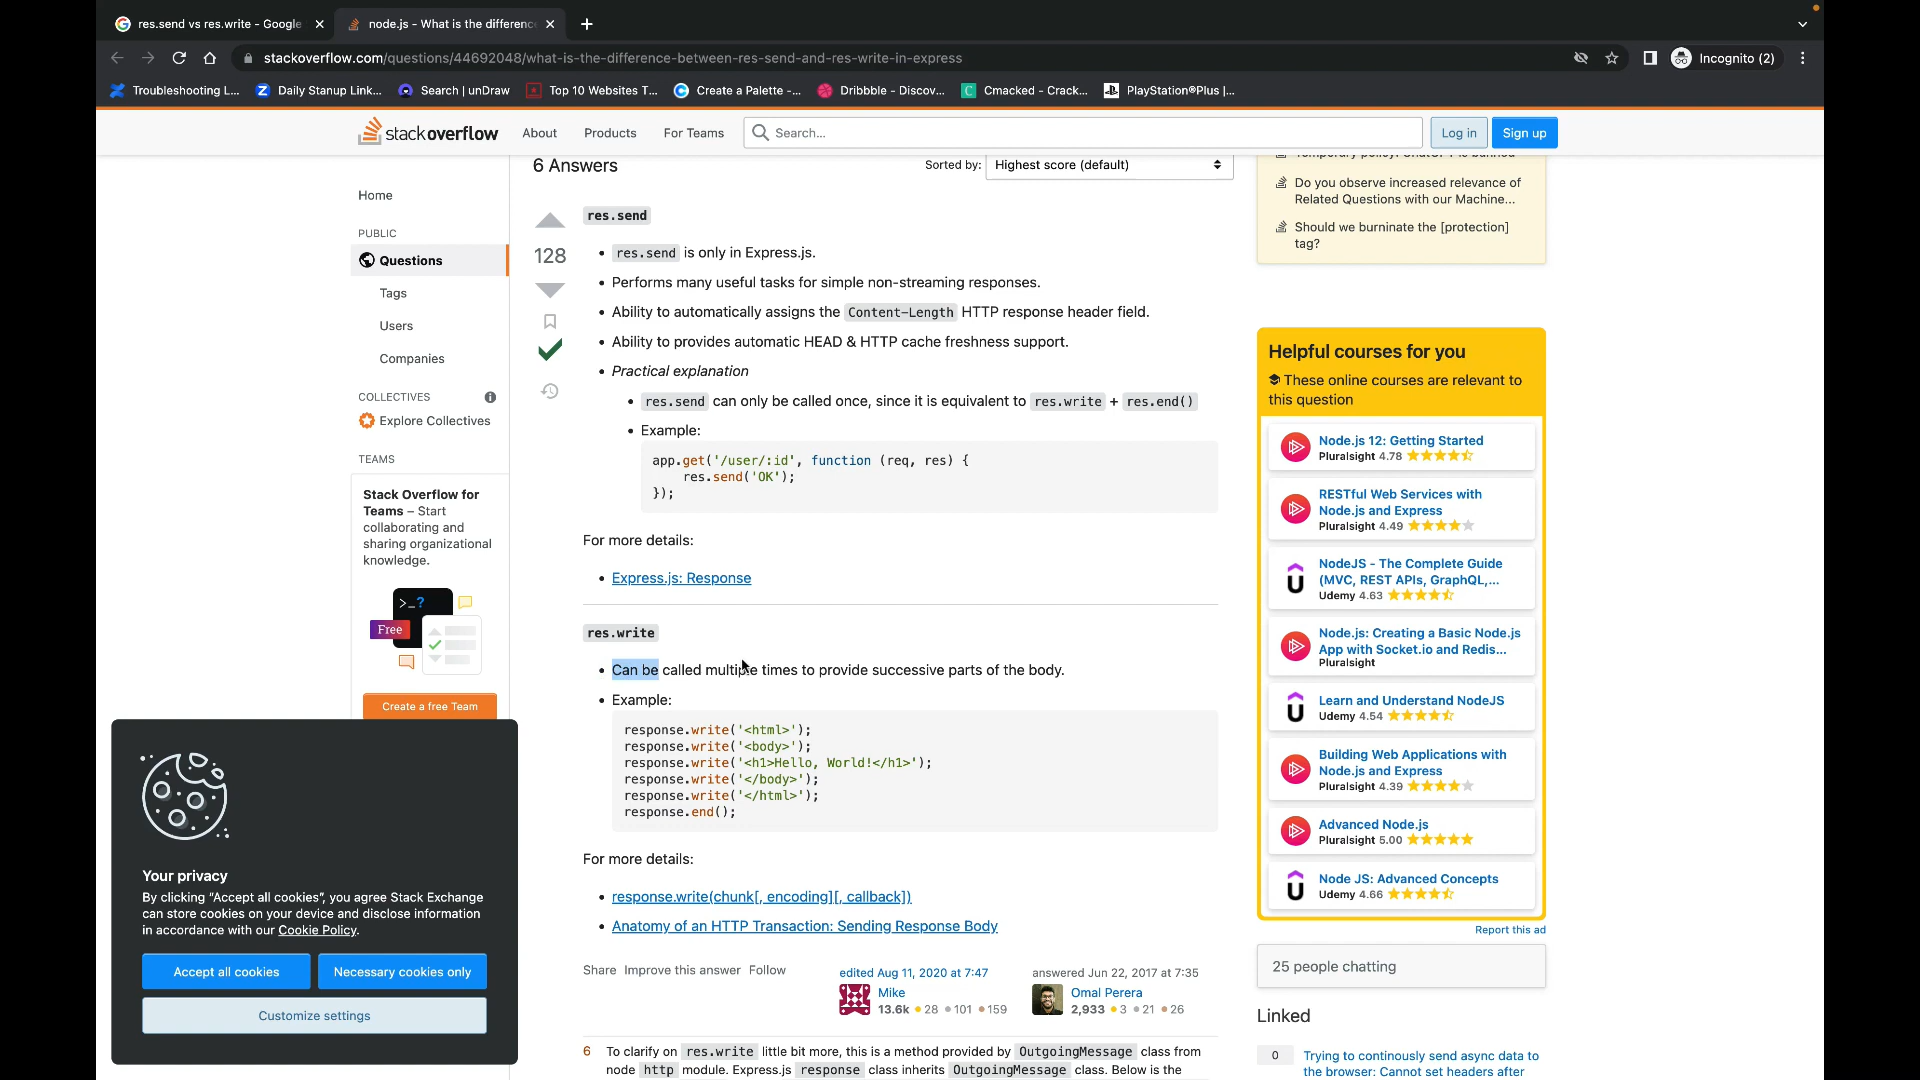 res.send vs res.write - Google
node.js - What is the differenc
stackoverflow.com/questions/44692048/what-is-the-difference-between-res-send-and-res-write-in-express
Incognito (2)
Troubleshooting L...
Daily Stanup Link...
Search | unDraw
Top 10 Websites T...
Create a Palette -...
Dribbble - Discov...
Cmacked - Crack...
PlayStation®Plus |...
stackoverflow
About
Products
For Teams
Search...
Log in
Sign up
Home
PUBLIC
Questions
Tags
Users
Companies
COLLECTIVES
Explore Collectives
TEAMS
Stack Overflow for
Teams – Start
collaborating and
sharing organizational
knowledge.
>_?
Free
Create a free Team
6 Answers
Sorted by:
Highest score (default)
128
res.send
• res.send is only in Express.js.
• Performs many useful tasks for simple non-streaming responses.
• Ability to automatically assigns the Content-Length HTTP response header field.
• Ability to provides automatic HEAD & HTTP cache freshness support.
• Practical explanation
• res.send can only be called once, since it is equivalent to res.write + res.end()
• Example:
app.get('/user/:id', function (req, res) {
res.send('OK');
});
For more details:
• Express.js: Response
res.write
• Can be called multiple times to provide successive parts of the body.
• Example:
response.write('<html>');
response.write('<body>');
response.write('<h1>Hello, World!</h1>');
response.write('</body>');
response.write('</html>');
response.end();
For more details:
• response.write(chunk[, encoding][, callback])
• Anatomy of an HTTP Transaction: Sending Response Body
Share Improve this answer Follow
edited Aug 11, 2020 at 7:47
Mike
13.6k 28 101 159
answered Jun 22, 2017 at 7:35
Omal Perera
2,933 3 21 26
6 To clarify on res.write little bit more, this is a method provided by OutgoingMessage class from
node http module. Express.js response class inherits OutgoingMessage class. Below is the
Temporary policy: ChatGPT is banned
Do you observe increased relevance of
Related Questions with our Machine...
Should we burninate the [protection]
tag?
Helpful courses for you
These online courses are relevant to
this question
Node.js 12: Getting Started
Pluralsight 4.78
RESTful Web Services with
Node.js and Express
Pluralsight 4.49
NodeJS - The Complete Guide
(MVC, REST APIs, GraphQL,...
Udemy 4.63
Node.js: Creating a Basic Node.js
App with Socket.io and Redis...
Pluralsight
Learn and Understand NodeJS
Udemy 4.54
Building Web Applications with
Node.js and Express
Pluralsight 4.39
Advanced Node.js
Pluralsight 5.00
Node JS: Advanced Concepts
Udemy 4.66
Report this ad
25 people chatting
Linked
0 Trying to continously send async data to
the browser: Cannot set headers after
Your privacy
By clicking "Accept all cookies", you agree Stack Exchange
can store cookies on your device and disclose information
in accordance with our Cookie Policy.
Accept all cookies
Necessary cookies only
Customize settings